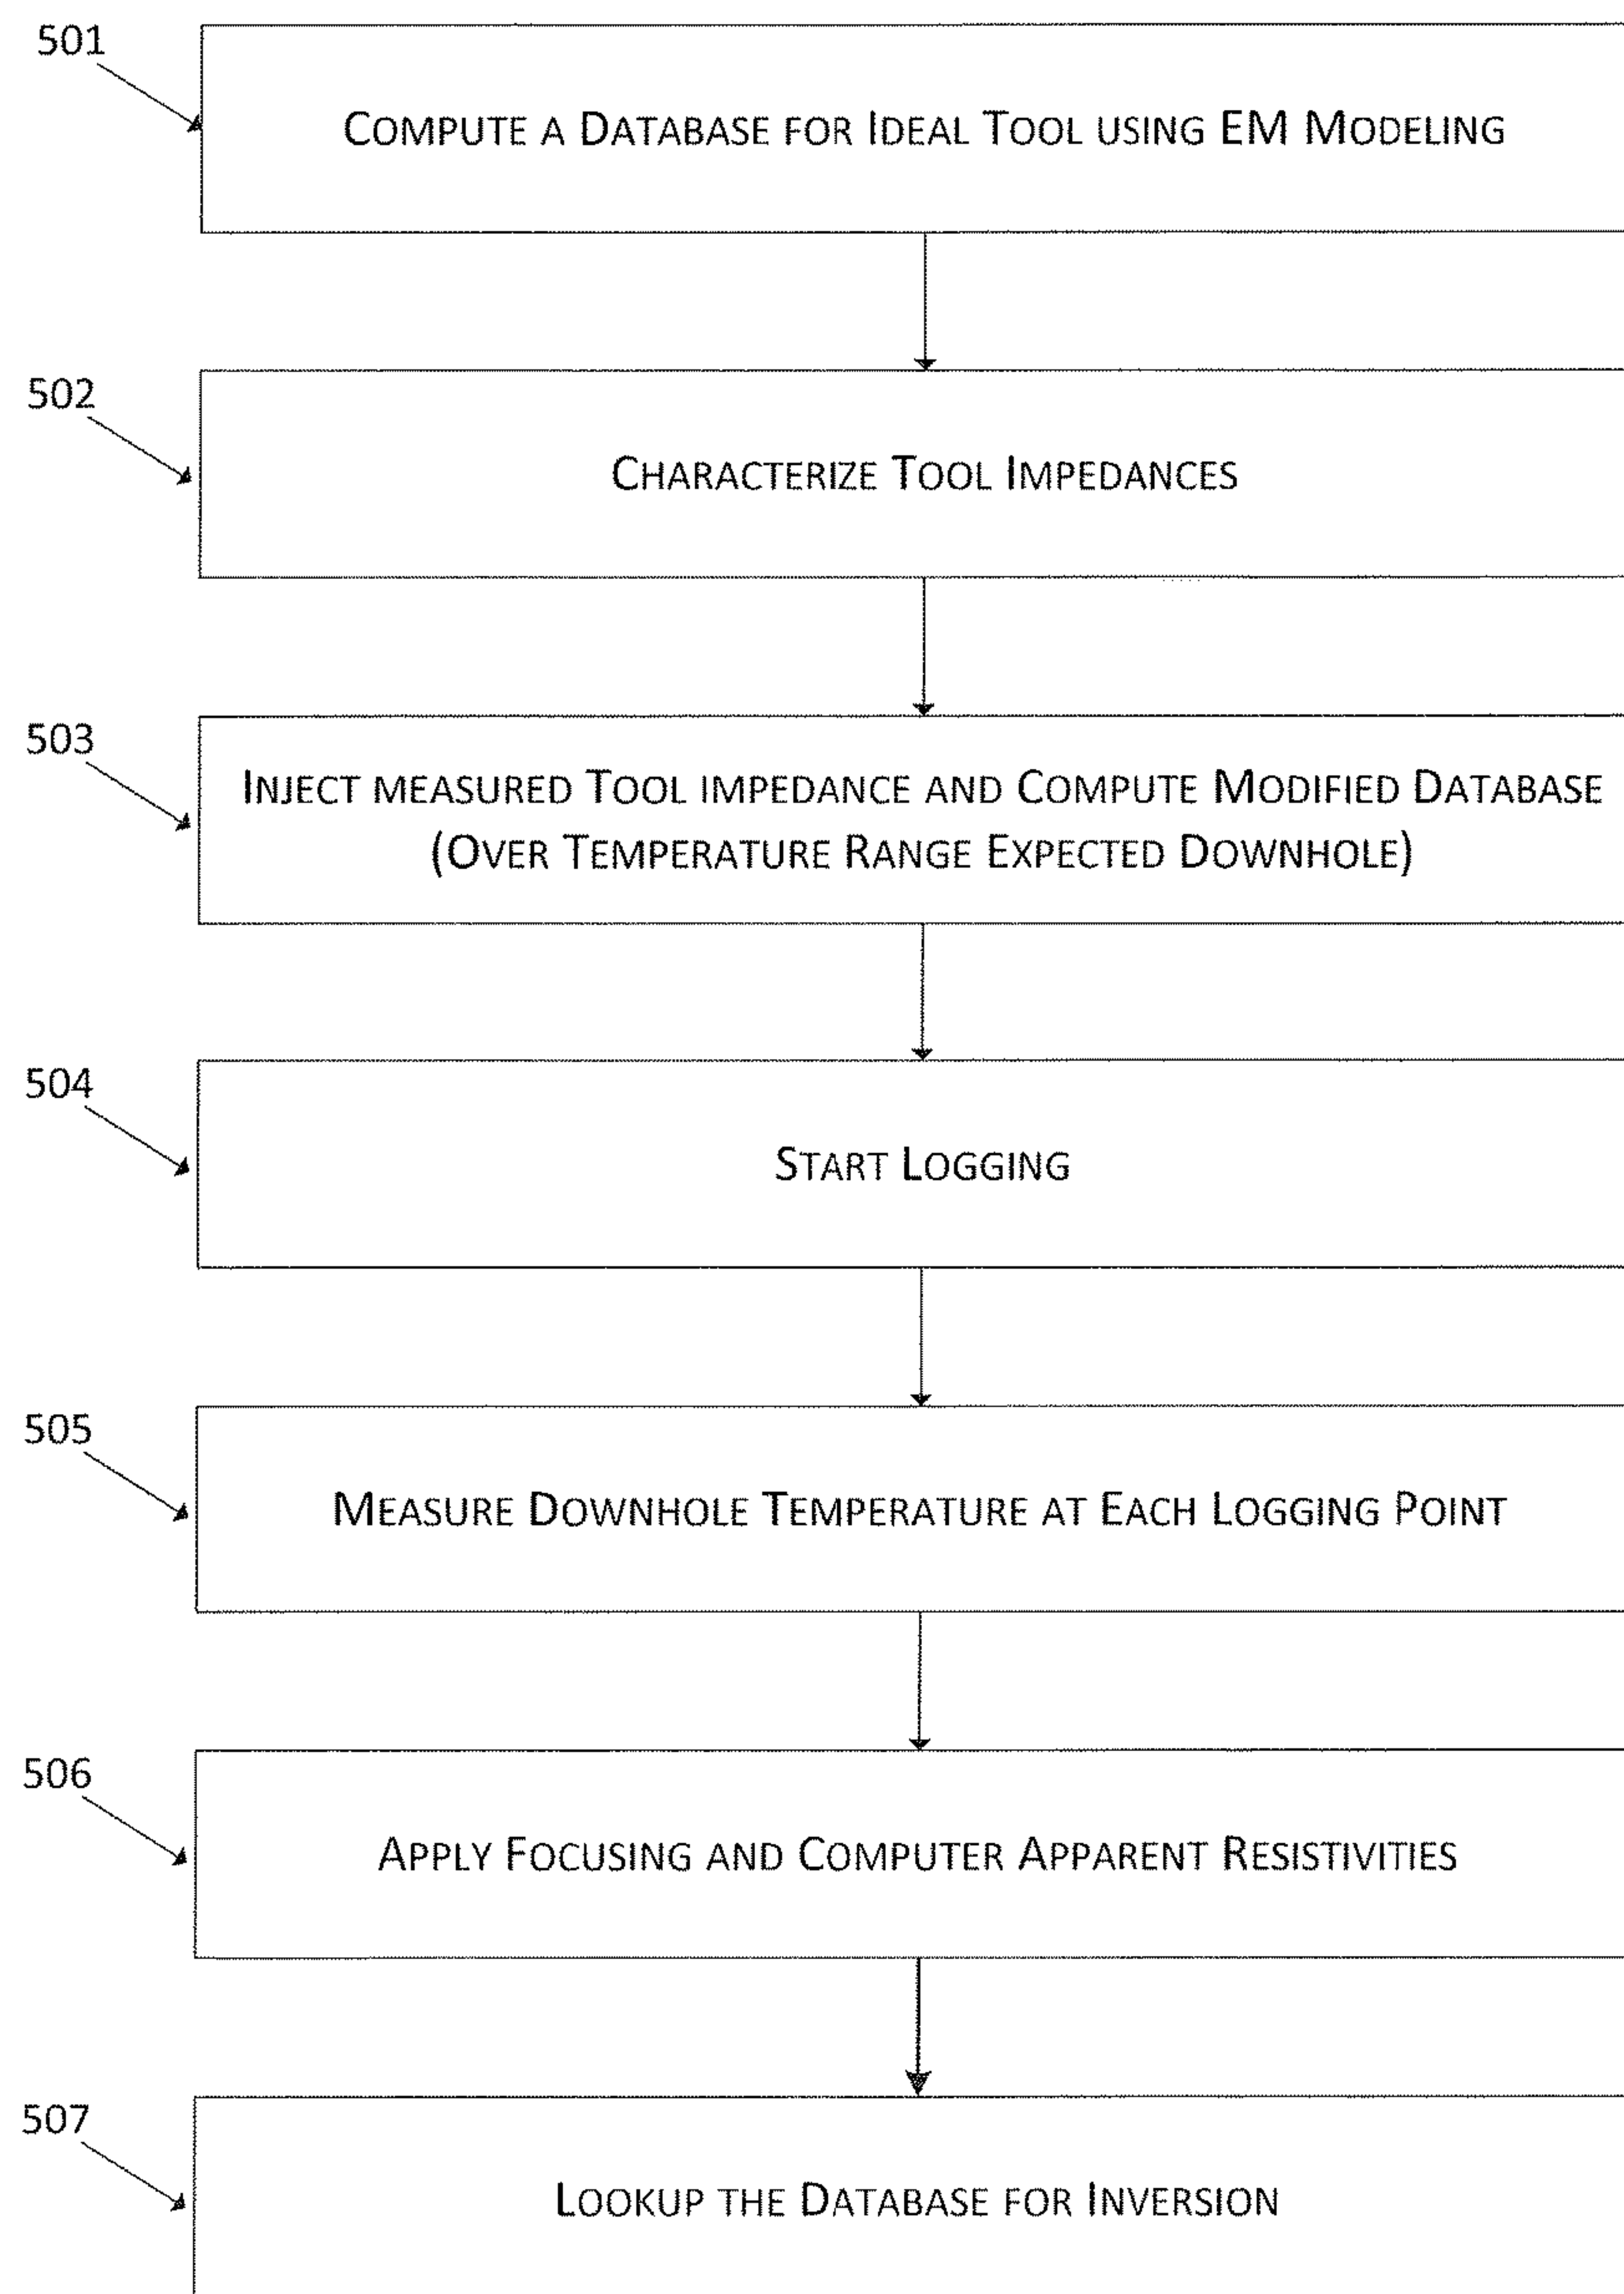 501
COMPUTE A DATABASE FOR IDEAL TOOL USING EM MODELING
502
CHARACTERIZE TOOL IMPEDANCES
503
INJECT MEASURED TOOL IMPEDANCE AND COMPUTE MODIFIED DATABASE
(OVER TEMPERATURE RANGE EXPECTED DOWNHOLE)
504
START LOGGING
505
MEASURE DOWNHOLE TEMPERATURE AT EACH LOGGING POINT
506
APPLY FOCUSING AND COMPUTER APPARENT RESISTIVITIES
507
LOOKUP THE DATABASE FOR INVERSION